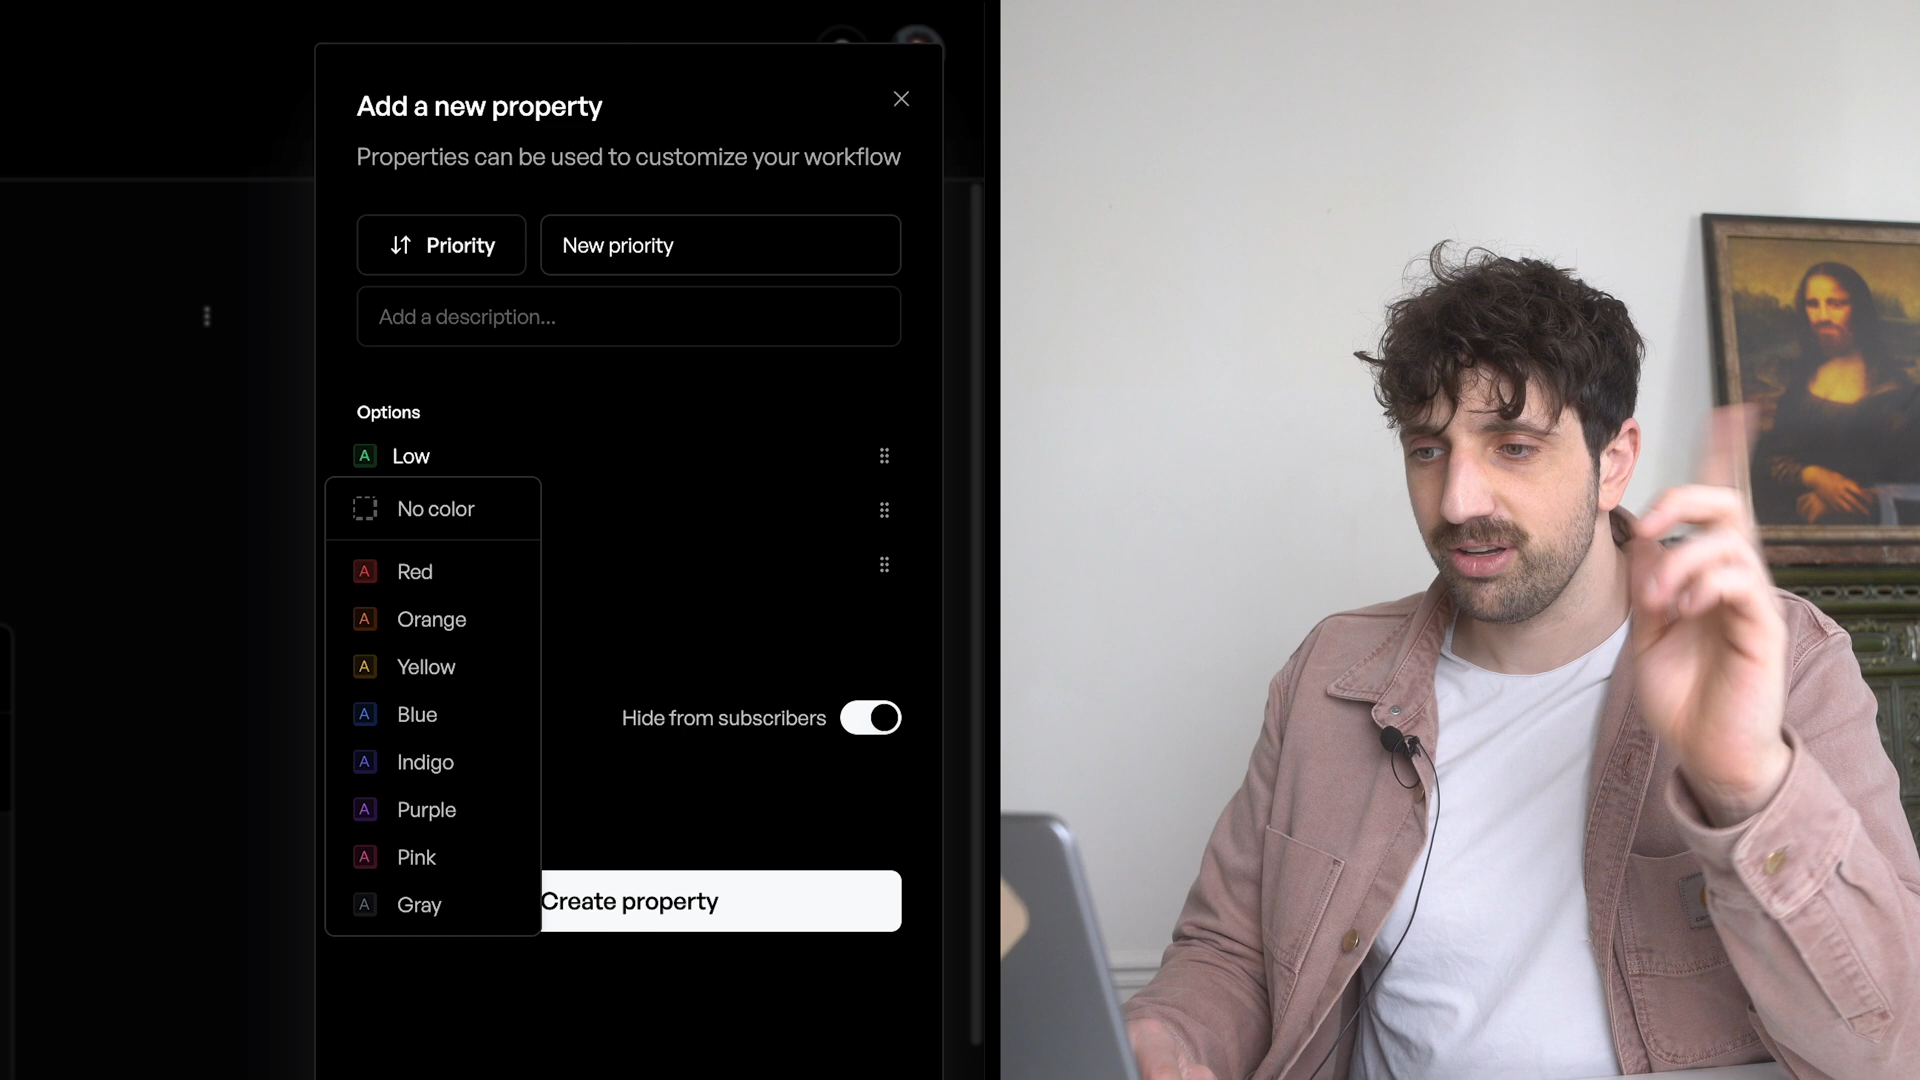 Add a new property
Properties can be used to customize your workflow
Priority
New priority
Add a description...
Options
A Low
No color
A Red
A Orange
A Yellow
A Blue
A Indigo
A Purple
A Pink
A Gray
Hide from subscribers
Create property